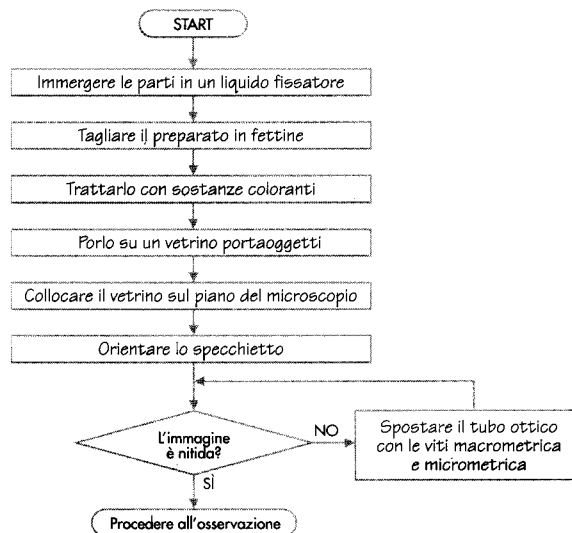 START
Immergere le parti in un liquido fissatore
Tagliare il preparato in fettine
Trattarlo con sostanze coloranti
Porlo su un vetrino portaoggetti
Collocare il vetrino sul piano del microscopio
Orientare lo specchietto
L'immagine
è nitida?
NO
Spostare il tubo ottico
con le viti macrometrica
e micrometrica
SÌ
Procedere all'osservazione